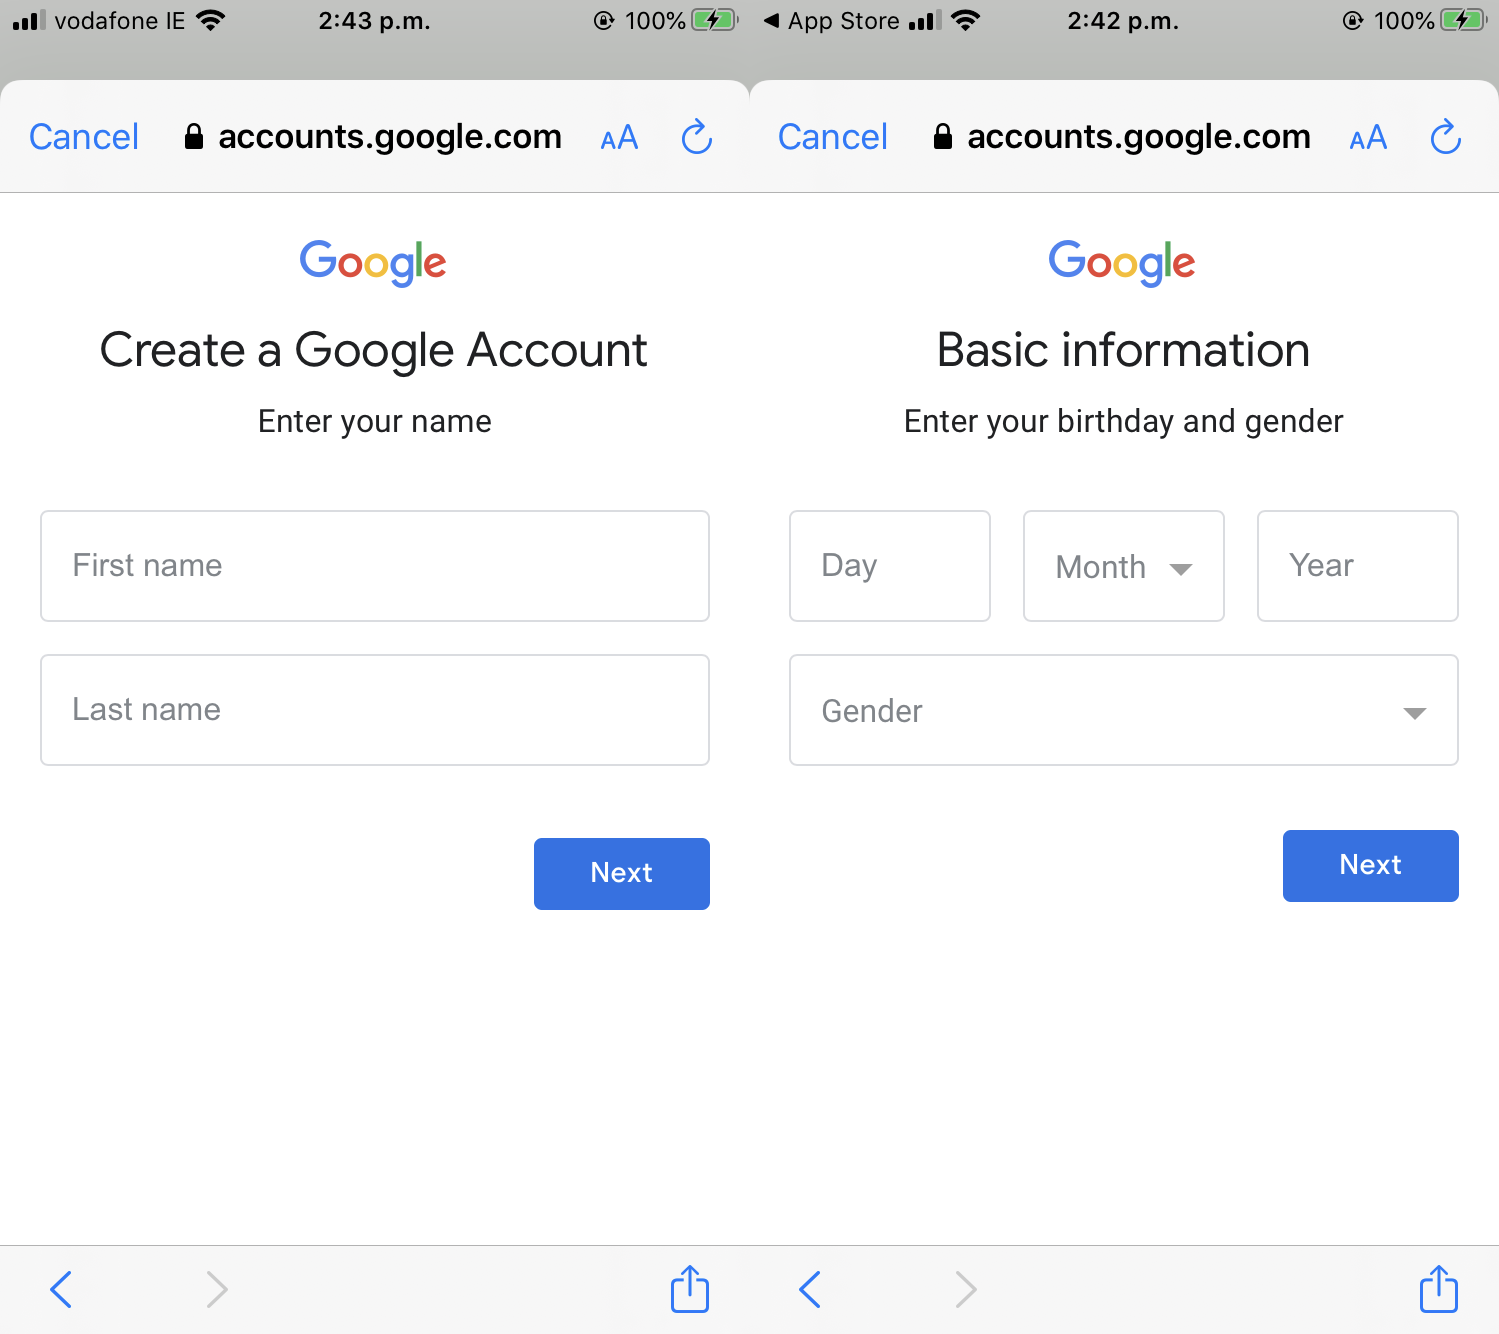 vodafone IE 2:43 p.m. 100%
Cancel accounts.google.com AA
Google
Create a Google Account
Enter your name
First name
Last name
Next
App Store 2:42 p.m. 100%
Cancel accounts.google.com AA
Google
Basic information
Enter your birthday and gender
Day Month Year
Gender
Next